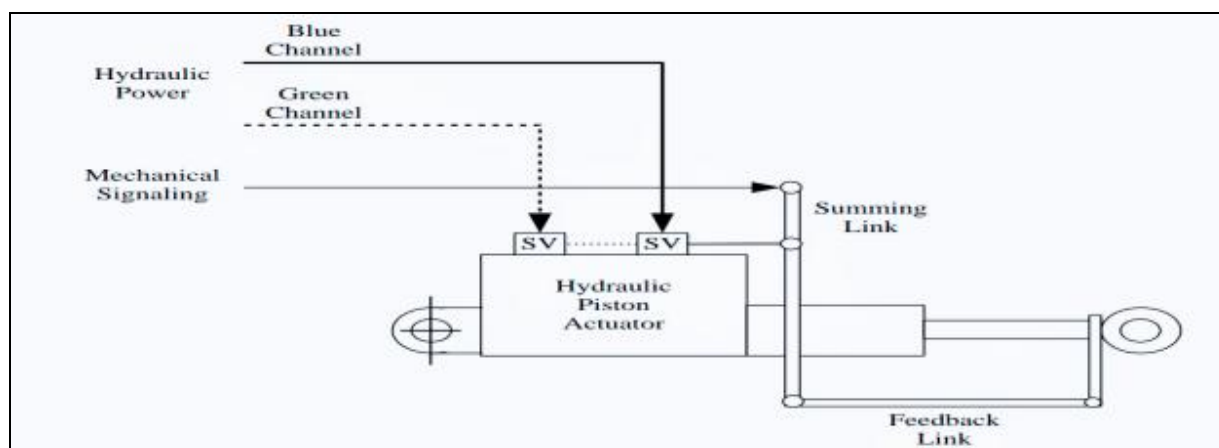 Blue
Channel
Hydraulic
Power
Green
Channel
Mechanical
Signaling
Summing
Link
SV
SV
Hydraulic
Piston
Actuator
Feedback
Link